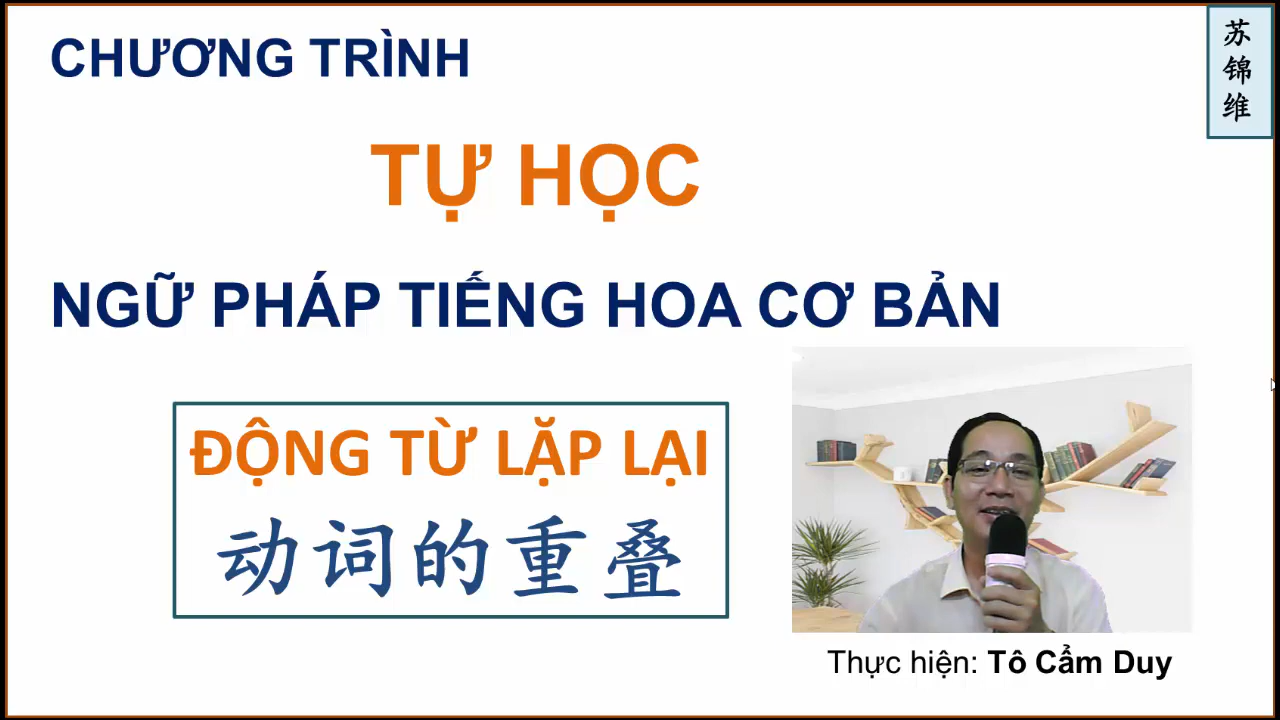 CHƯƠNG TRÌNH
TỰ HỌC
NGỮ PHÁP TIẾNG HOA CƠ BẢN
ĐỘNG TỪ LẶP LẠI
动词的重叠
Thực hiện: Tô Cẩm Duy
苏
锦
维